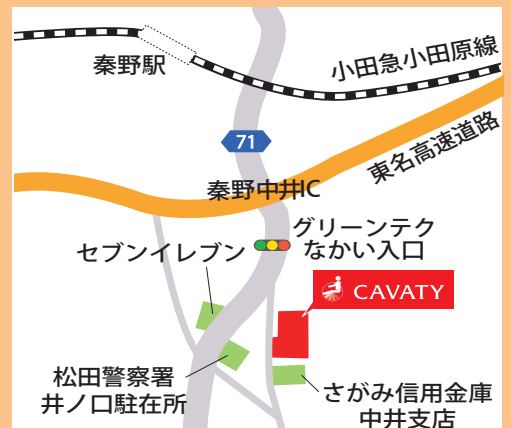 秦野駅
小田急小田原線
71
東名高速道路
秦野中井IC
グリーンテク
なかい入口
セブンイレブン
CAVATY
松田警察署
井ノ口駐在所
さがみ信用金庫
中井支店